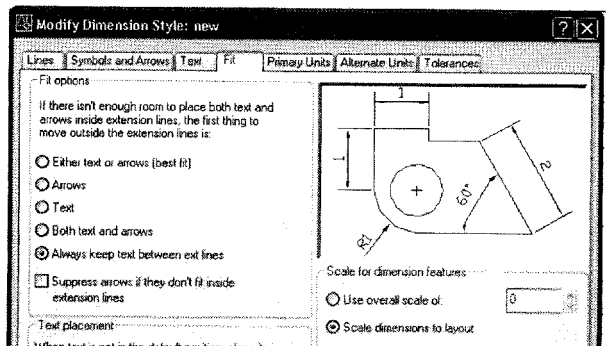 Modify Dimension Style: new
Lines Symbols and Arrows Text Fit Primary Units Alternate Units Tolerances
Fit options
If there isn't enough room to place both text and
arrows inside extension lines, the first thing to
move outside the extension lines is:
Either text or arrows (best fit)
Arrows
Text
Both text and arrows
Always keep text between ext lines
Suppress arrows if they don't fit inside
extension lines
Text placement
1
1
2
60°
R1
Scale for dimension features
Use overall scale of:
0
Scale dimensions to layout